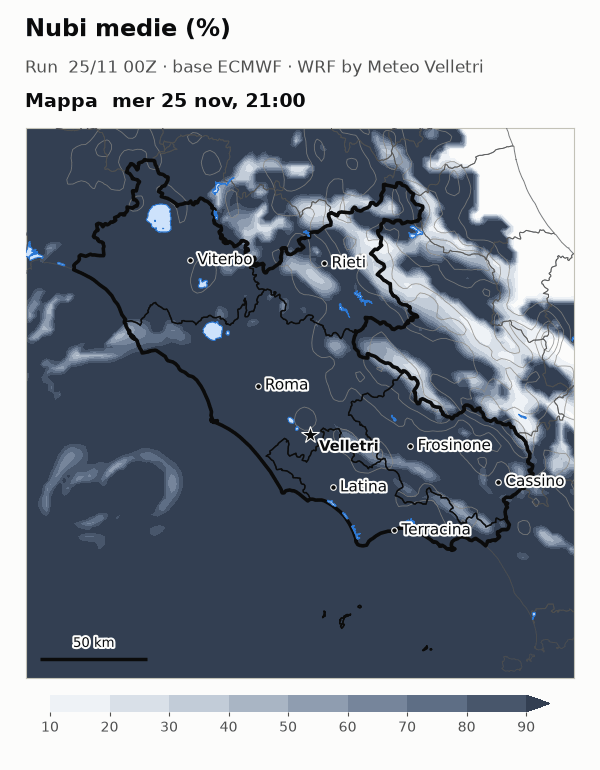 Nubi medie (%)
Run  25/11 00Z · base ECMWF · WRF by Meteo Velletri
Mappa  mer 25 nov, 21:00
Viterbo
Rieti
Roma
Velletri
Frosinone
Cassino
Latina
Terracina
50 km
10 20 30 40 50 60 70 80 90